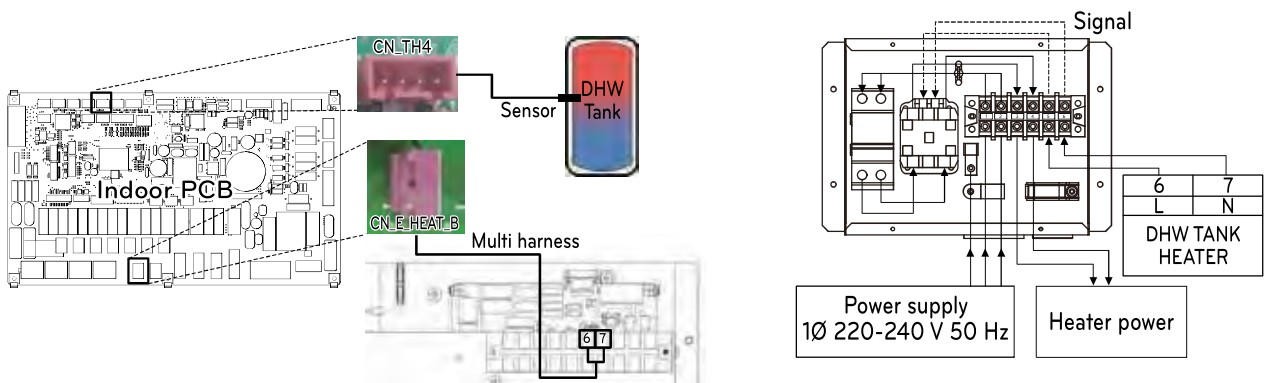 CN_TH4
Sensor
DHW
Tank
Indoor PCB
CN_E_HEAT_B
Multi harness
6 7
Signal
6 7
L N
DHW TANK
HEATER
Power supply
1Ø 220-240 V 50 Hz
Heater power